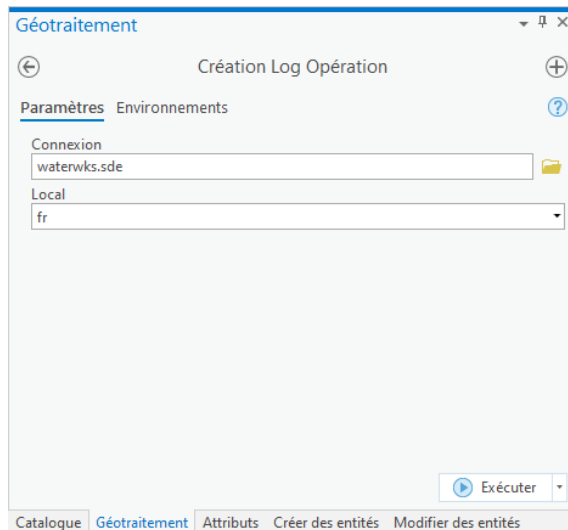 Géotraitement
Création Log Opération
Paramètres Environnements
Connexion
waterwks.sde
Local
fr
Exécuter
Catalogue Géotraitement Attributs Créer des entités Modifier des entités